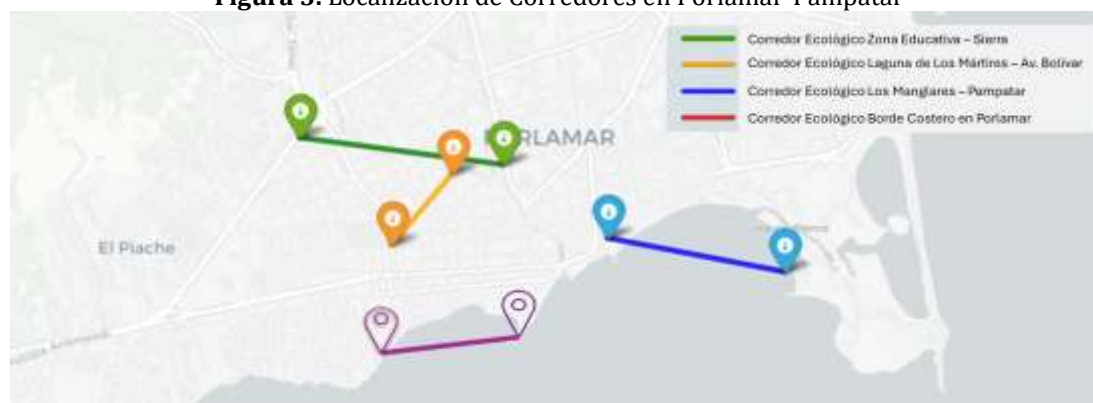 Figura 3. Localización de Corredores en Porlamar-Pampatar
Corredor Ecológico Zona Educativa – Sierra
Corredor Ecológico Laguna de Los Mártires – Av. Bolívar
Corredor Ecológico Los Manglares – Pampatar
Corredor Ecológico Borde Costero en Porlamar
PORLAMAR
El Piache